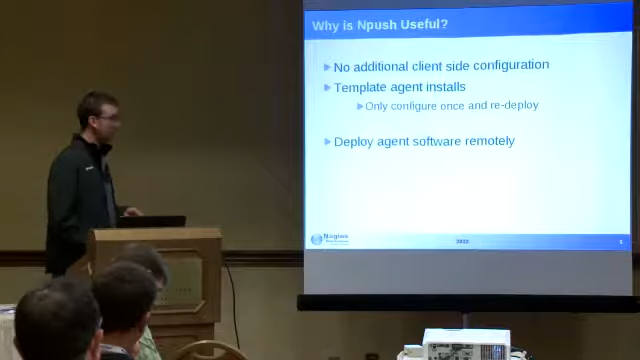 Why is Npush Useful?
No additional client side configuration
Template agent installs
Only configure once and re-deploy
Deploy agent software remotely
Nagios
2012